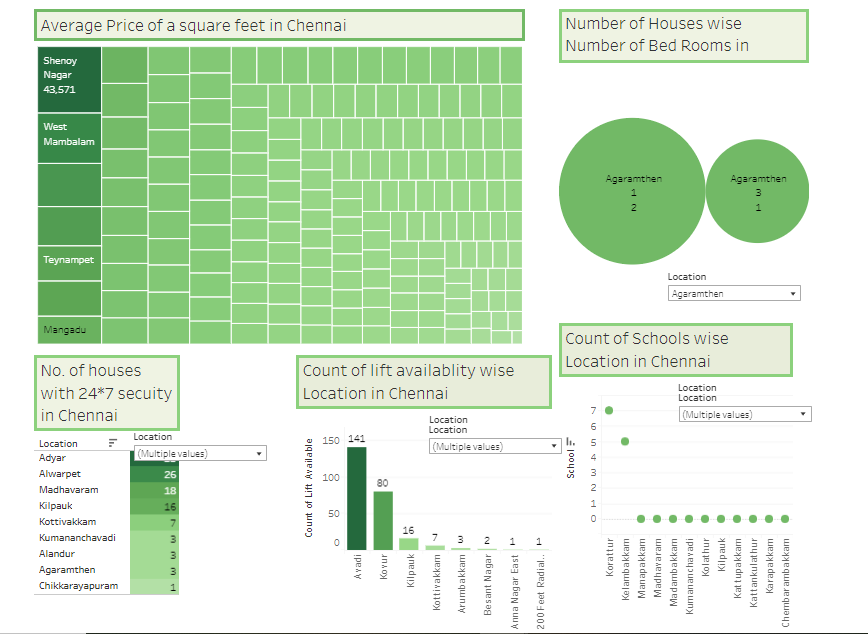 Average Price of a square feet in Chennai
Number of Houses wise
Number of Bed Rooms in
Shenoy
Nagar
43,571
West
Mambalam
Teynampet
Mangadu
Agaramthen
1
2
Agaramthen
3
1
Location
Agaramthen
No. of houses
with 24*7 secuity
in Chennai
Location
Location
(Multiple values)
Adyar
Alwarpet 26
Madhavaram 18
Kilpauk 16
Kottivakkam 7
Kumananchavadi 3
Alandur 3
Agaramthen 3
Chikkarayapuram 1
Count of lift availablity wise
Location in Chennai
Location
Location
(Multiple values)
Count of Lift Available
150
100
50
0
141
80
16
7
3
2
1
1
Avadi
Kovur
Kilpauk
Kottivakkam
Arumbakkam
Besant Nagar
Anna Nagar East
200 Feet Radial..
Count of Schools wise
Location in Chennai
Location
Location
(Multiple values)
School
7
6
5
4
3
2
1
0
Korattur
Kelambakkam
Manapakkam
Madhavaram
Madambakkam
Kumananchavadi
Kolathur
Kilpauk
Kattupakkam
Kattankulathur
Karapakkam
Chembarambakkam